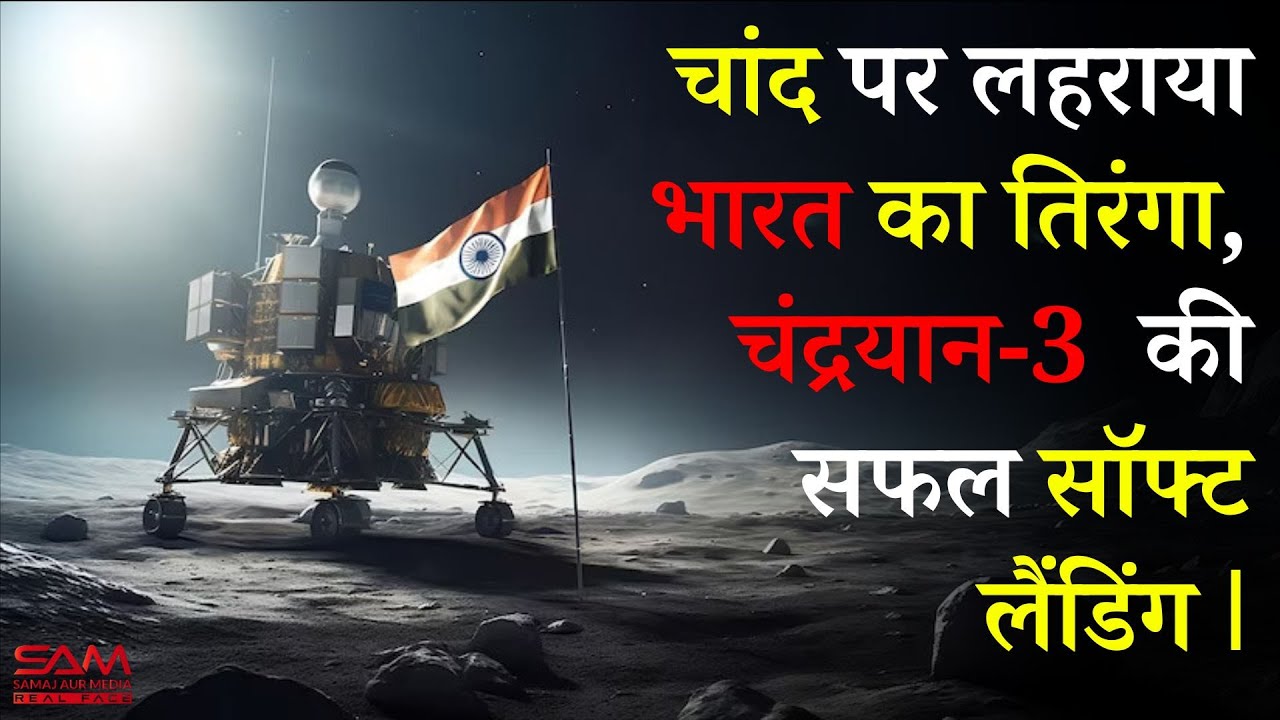 चांद पर लहराया
भारत का तिरंगा,
चंद्रयान-3 की
सफल सॉफ्ट
लैंडिंग |
SAM
SAMAJ AUR MEDIA
REAL FACE